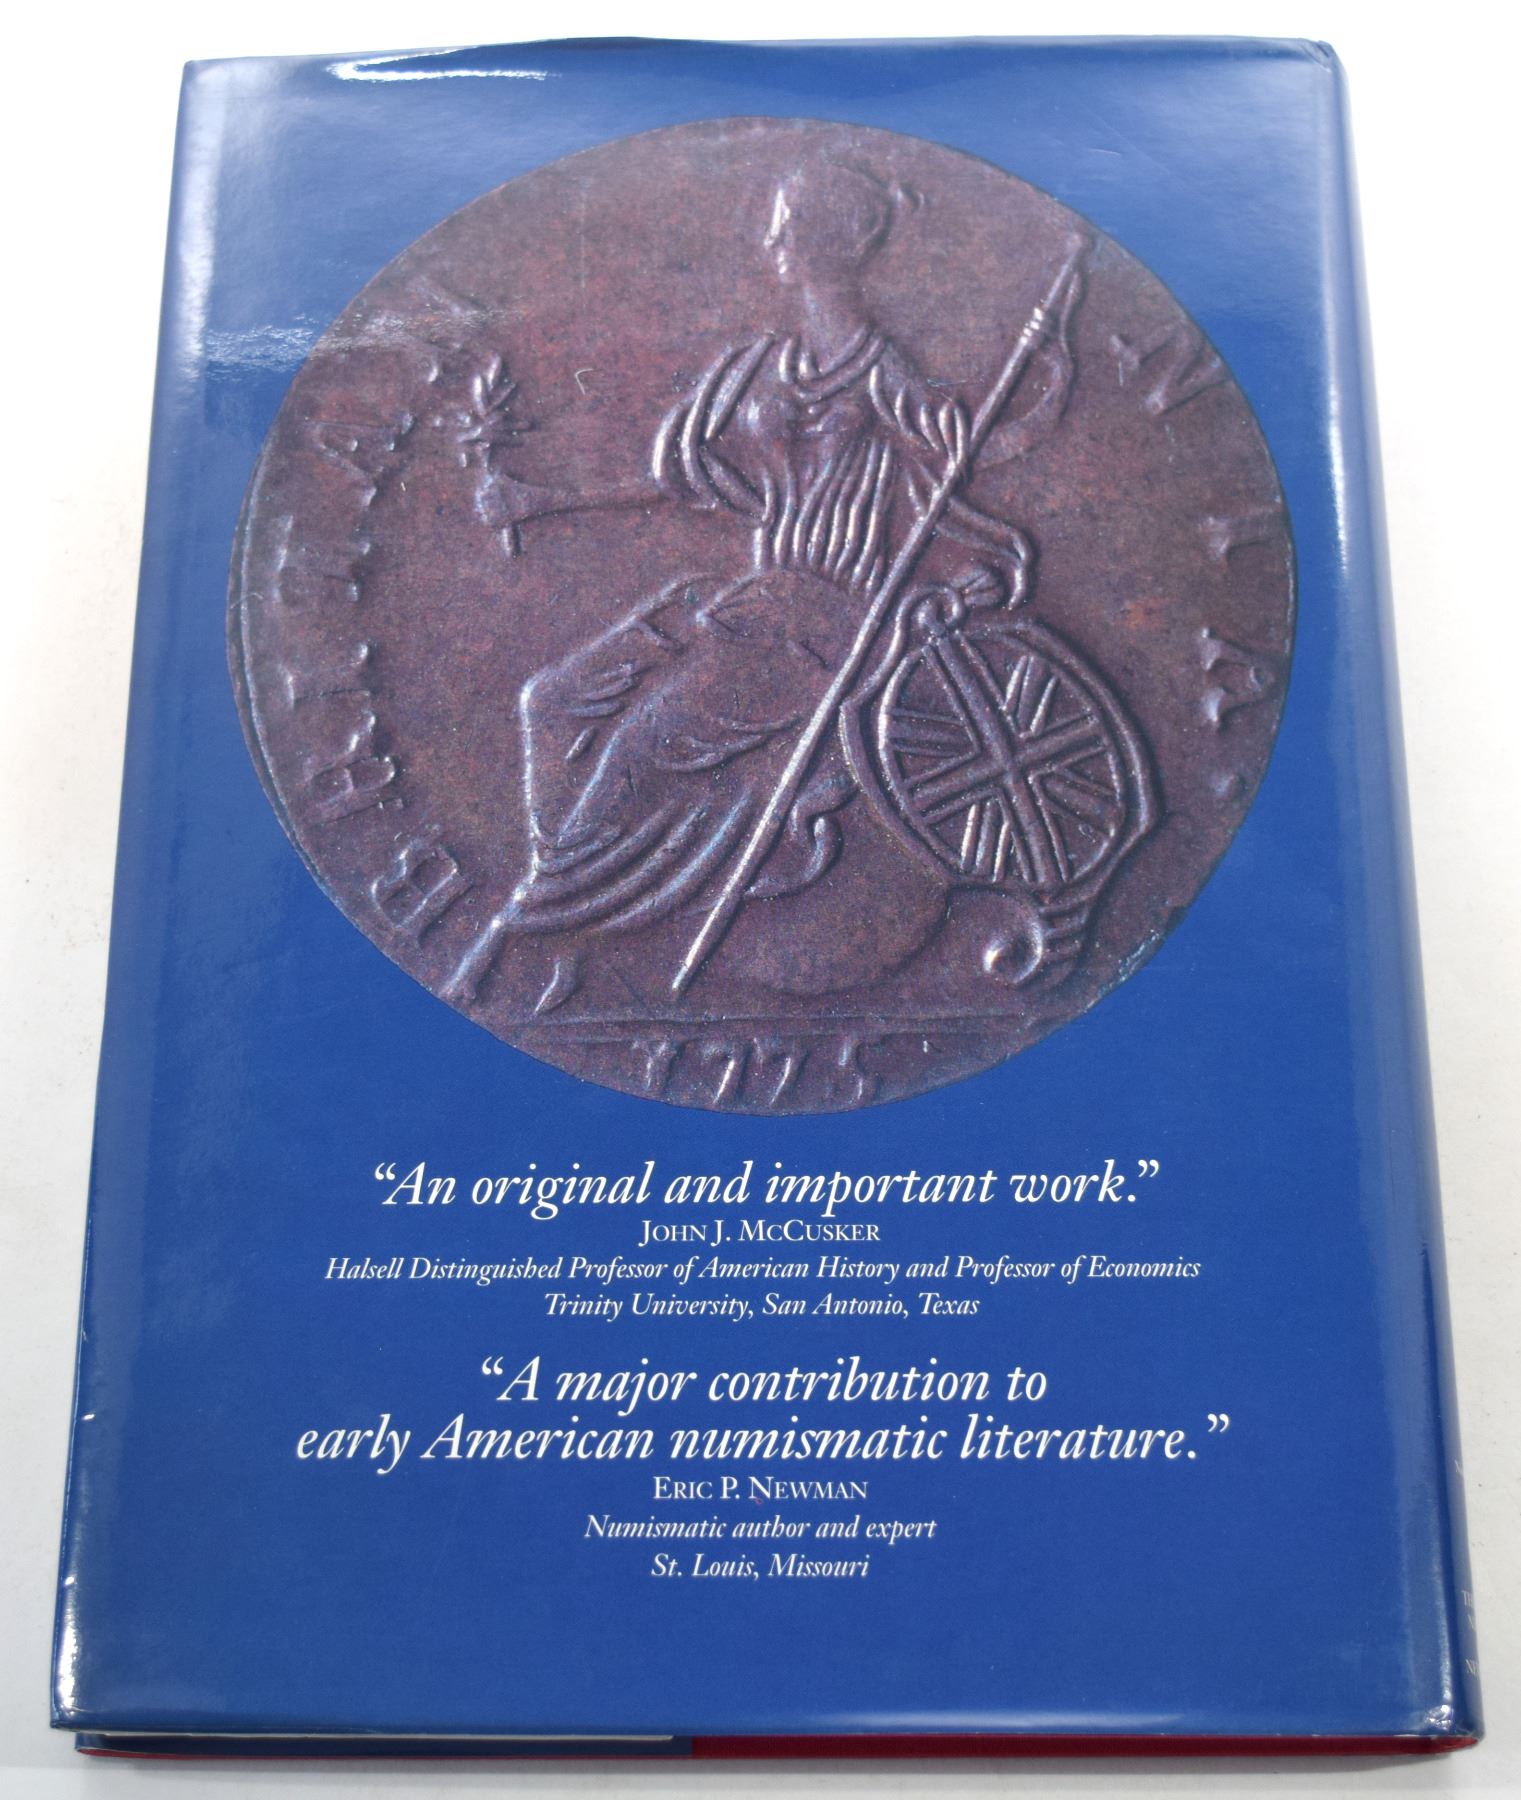 BRITAN NIA
1775
“An original and important work.”
JOHN J. MCCUSKER
Halsell Distinguished Professor of American History and Professor of Economics
Trinity University, San Antonio, Texas
“A major contribution to
early American numismatic literature.”
ERIC P. NEWMAN
Numismatic author and expert
St. Louis, Missouri